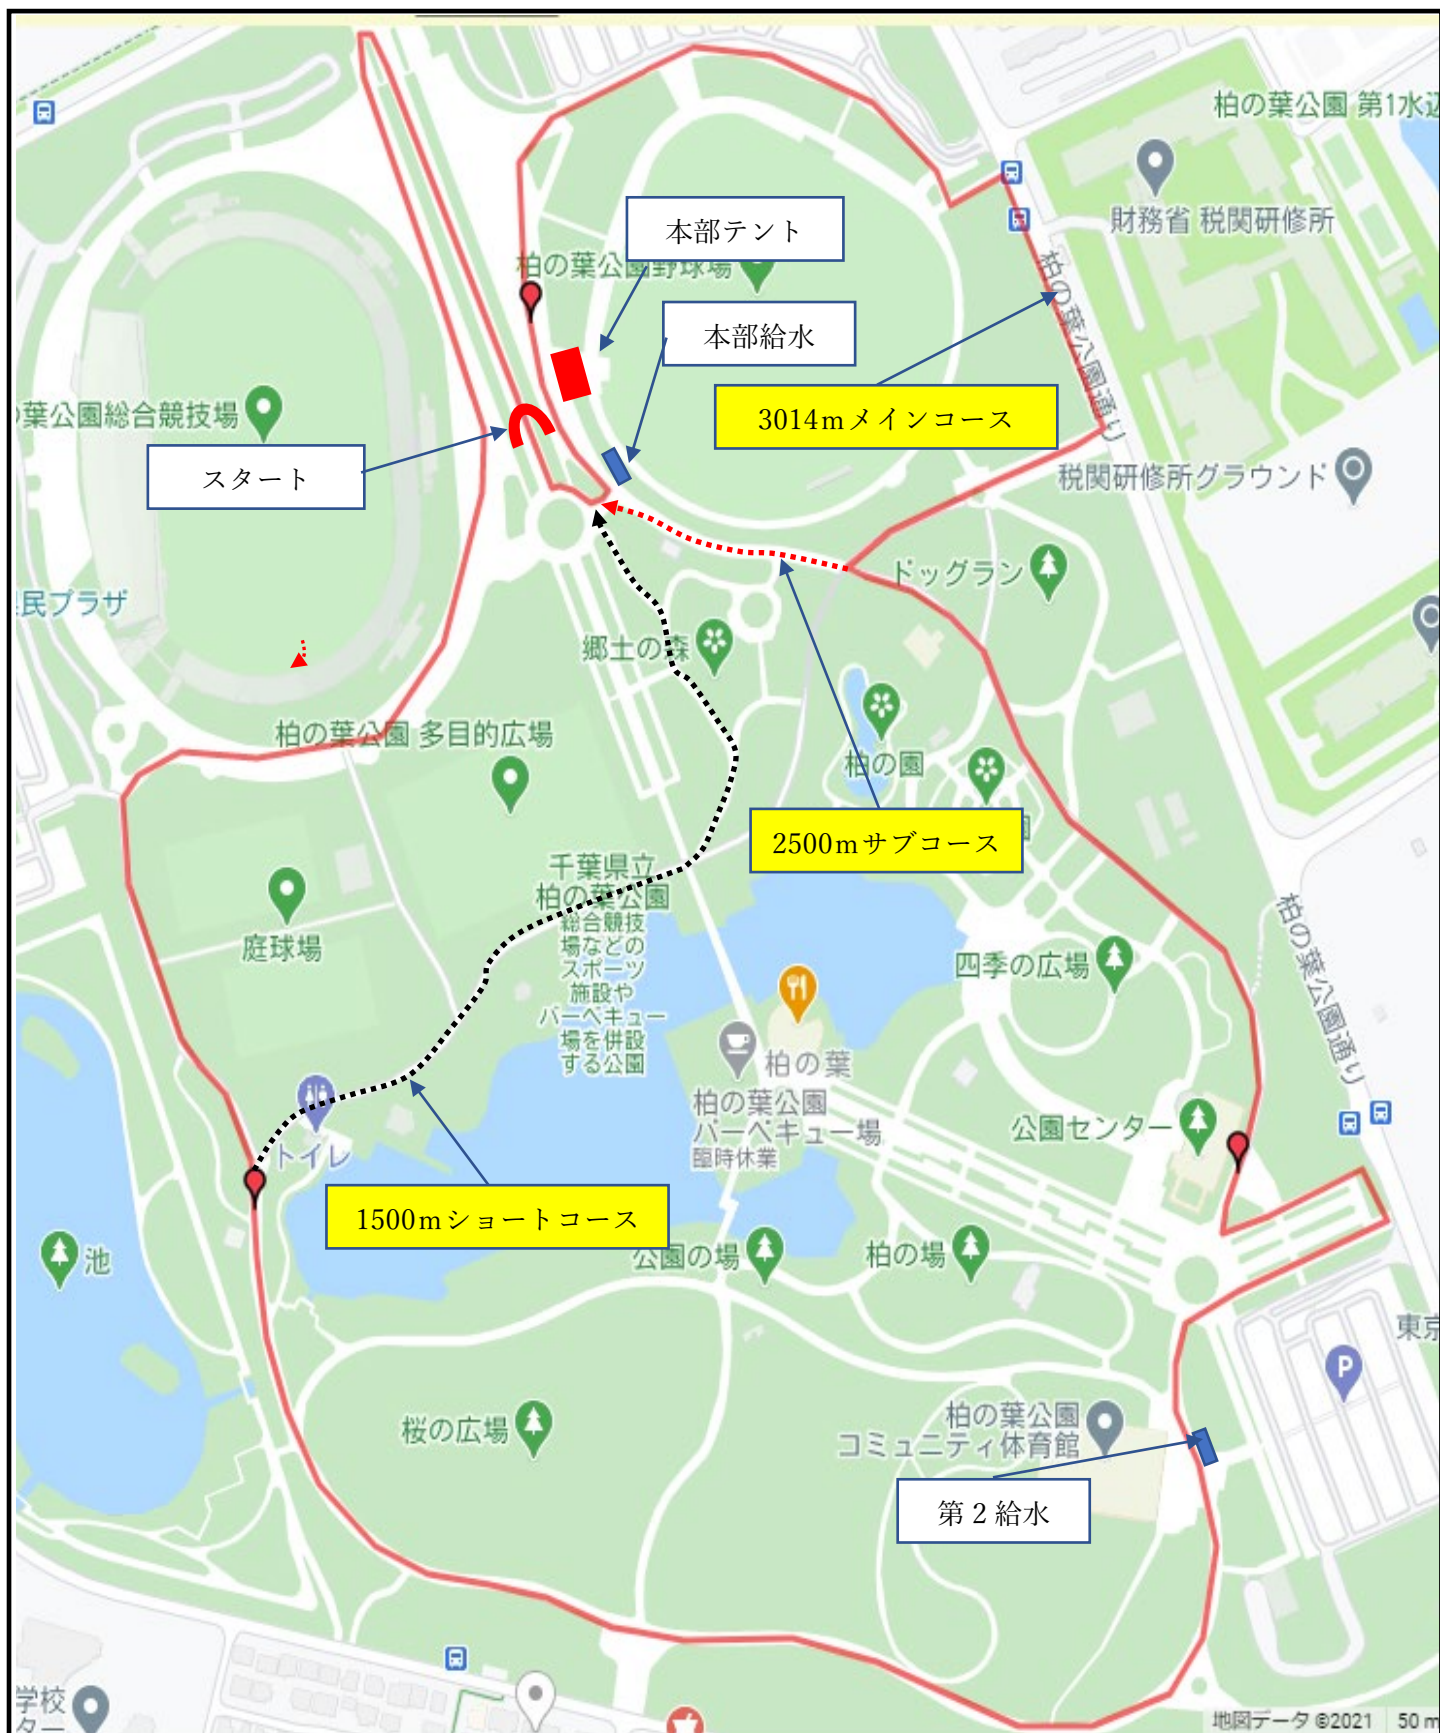 柏の葉公園 第1水辺
財務省 税関研修所
本部テント
柏の葉公園野球場
本部給水
柏の葉公園通り
3014mメインコース
の葉公園総合競技場
スタート
税関研修所グラウンド
ドッグラン
民プラザ
郷土の森
柏の葉公園 多目的広場
柏の園
2500mサブコース
園
千葉県立
柏の葉公園
総合競技
場などの
スポーツ
施設や
バーベキュー
場を併設
する公園
庭球場
四季の広場
柏の葉公園通り
柏の葉
柏の葉公園
バーベキュー場
臨時休業
公園センター
トイレ
1500mショートコース
池
公園の場
柏の場
東京
P
桜の広場
柏の葉公園
コミュニティ体育館
第2給水
学校
ター
地図データ ©2021
50 m